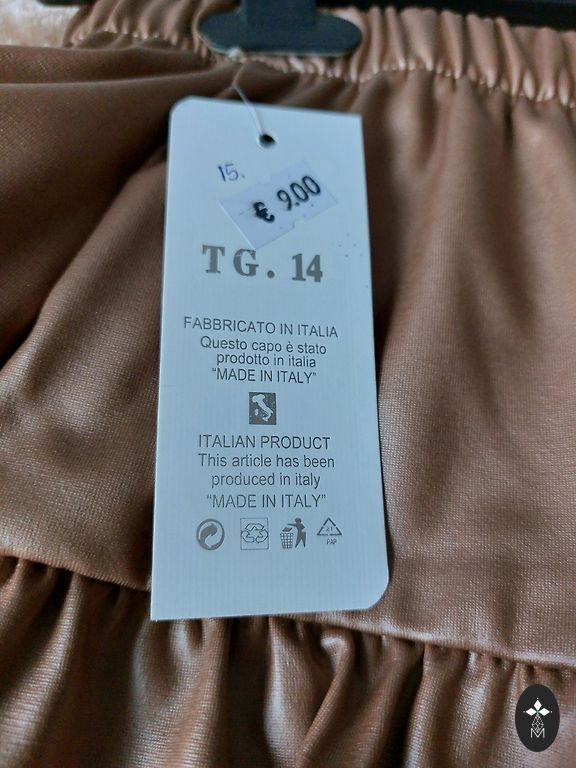 15.
€ 9.00
TG. 14
FABBRICATO IN ITALIA
Questo capo è stato
prodotto in italia
"MADE IN ITALY"
ITALIAN PRODUCT
This article has been
produced in italy
"MADE IN ITALY"
21
PAP
M